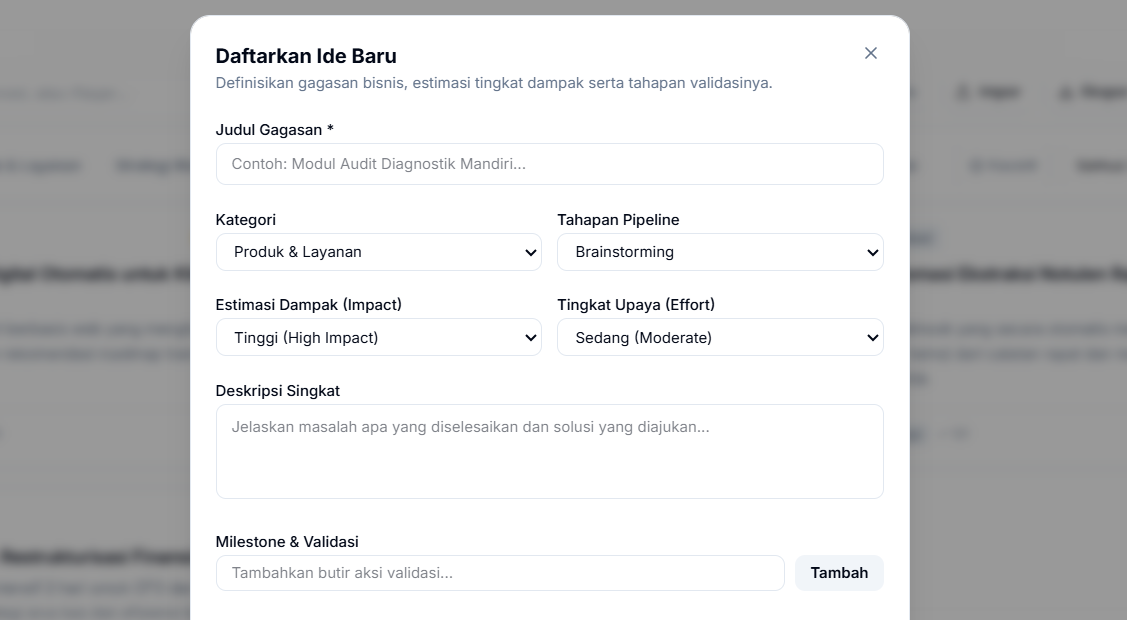 Daftarkan Ide Baru
Definisikan gagasan bisnis, estimasi tingkat dampak serta tahapan validasinya.
Judul Gagasan *
Contoh: Modul Audit Diagnostik Mandiri...
Kategori
Tahapan Pipeline
Produk & Layanan
Brainstorming
Estimasi Dampak (Impact)
Tingkat Upaya (Effort)
Tinggi (High Impact)
Sedang (Moderate)
Deskripsi Singkat
Jelaskan masalah apa yang diselesaikan dan solusi yang diajukan...
Milestone & Validasi
Tambahkan butir aksi validasi...
Tambah